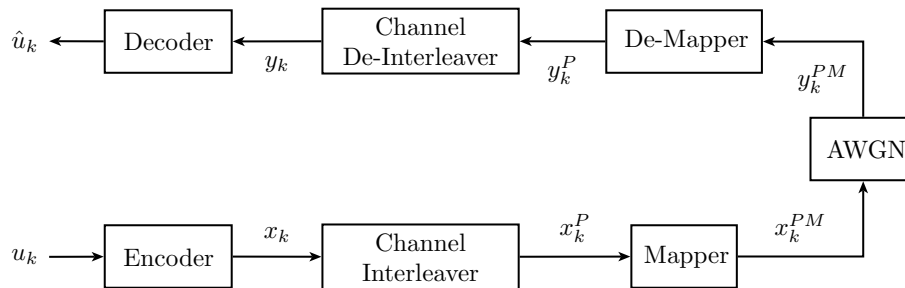 û_k Decoder y_k Channel De-Interleaver y_k^P De-Mapper y_k^{PM}
AWGN
u_k Encoder x_k Channel Interleaver x_k^P Mapper x_k^{PM}